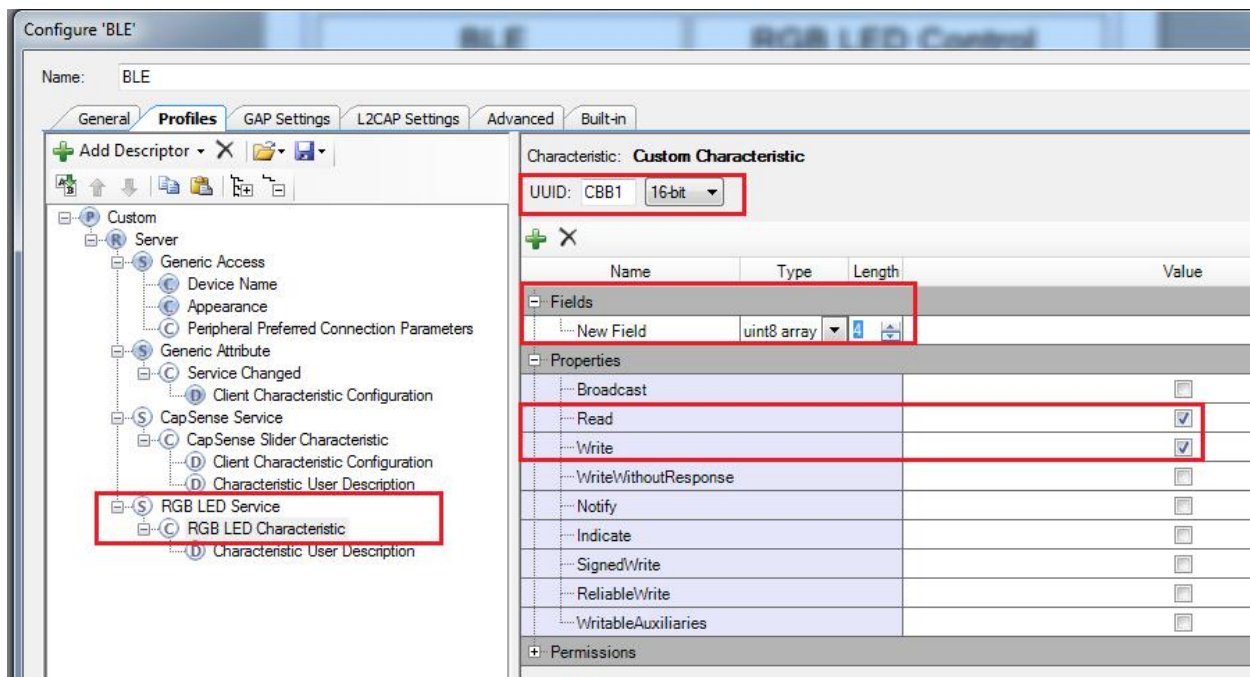 Configure 'BLE'
BLE RGB LED Control
Name: BLE
General Profiles GAP Settings L2CAP Settings Advanced Built-in
Add Descriptor
Custom
Server
Generic Access
Device Name
Appearance
Peripheral Preferred Connection Parameters
Generic Attribute
Service Changed
Client Characteristic Configuration
CapSense Service
CapSense Slider Characteristic
Client Characteristic Configuration
Characteristic User Description
RGB LED Service
RGB LED Characteristic
Characteristic User Description
Characteristic: Custom Characteristic
UUID: CBB1 16-bit
Name Type Length Value
Fields
New Field uint8 array 4
Properties
Broadcast
Read
Write
WriteWithoutResponse
Notify
Indicate
SignedWrite
ReliableWrite
WritableAuxiliaries
Permissions